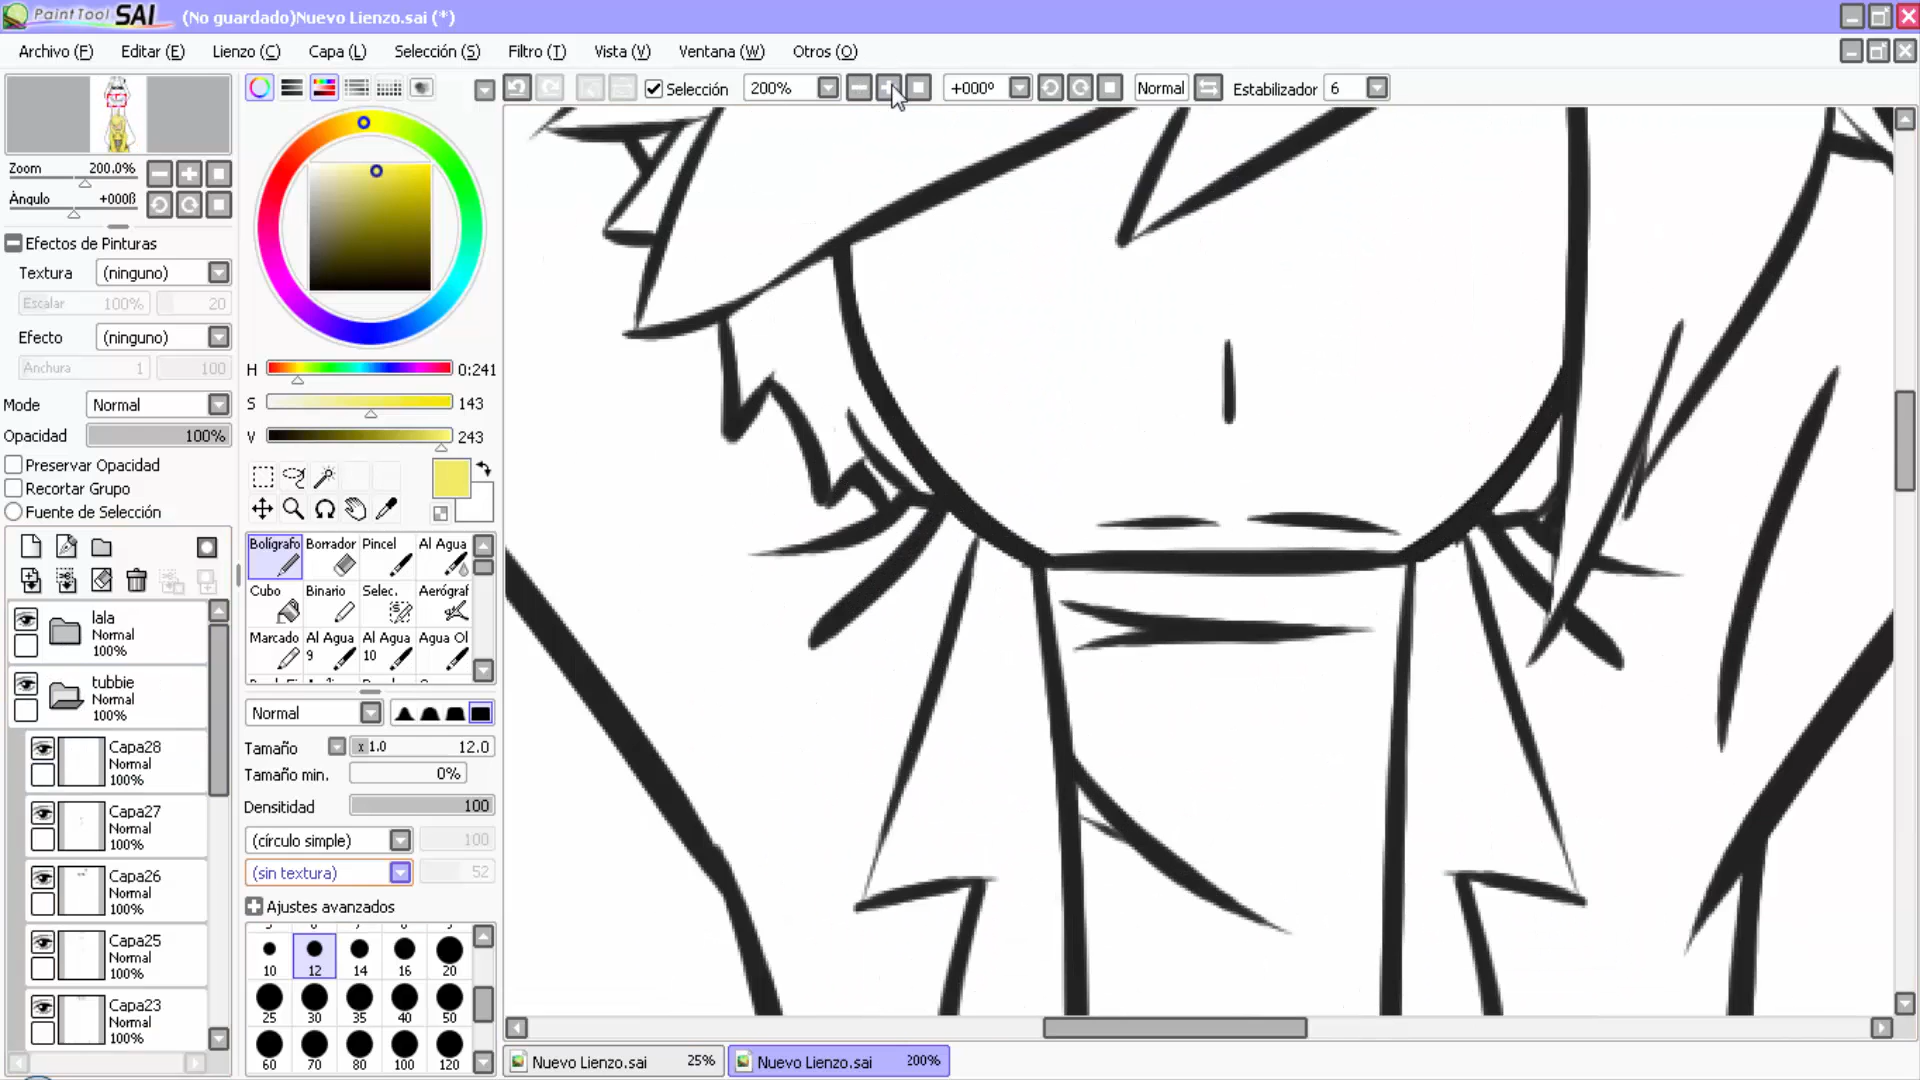 PaintTool SAI (No guardado)Nuevo Lienzo.sai (*)
Archivo (F) Editar (E) Lienzo (C) Capa (L) Selección (S) Filtro (T) Vista (V) Ventana (W) Otros (O)
Selección 200% +000º Normal Estabilizador 6
Zoom 200.0%
Àngulo +000ß
Efectos de Pinturas
Textura (ninguno)
Escalar 100% 20
Efecto (ninguno)
Anchura 1 100
Mode Normal
Opacidad 100%
Preservar Opacidad
Recortar Grupo
Fuente de Selección
lala
Normal
100%
tubbie
Normal
100%
Capa28
Normal
100%
Capa27
Normal
100%
Capa26
Normal
100%
Capa25
Normal
100%
Capa23
Normal
100%
H 0:241
S 143
V 243
Bolígrafo Borrador Pincel Al Agua
Cubo Binario Selec. Aerógraf
Marcado Al Agua 9 Al Agua 10 Agua Ol
Normal
Tamaño x 1.0 12.0
Tamaño min. 0%
Densitidad 100
(círculo simple) 100
(sin textura) 52
Ajustes avanzados
10 12 14 16 20
25 30 35 40 50
60 70 80 100 120
Nuevo Lienzo.sai 25% Nuevo Lienzo.sai 200%